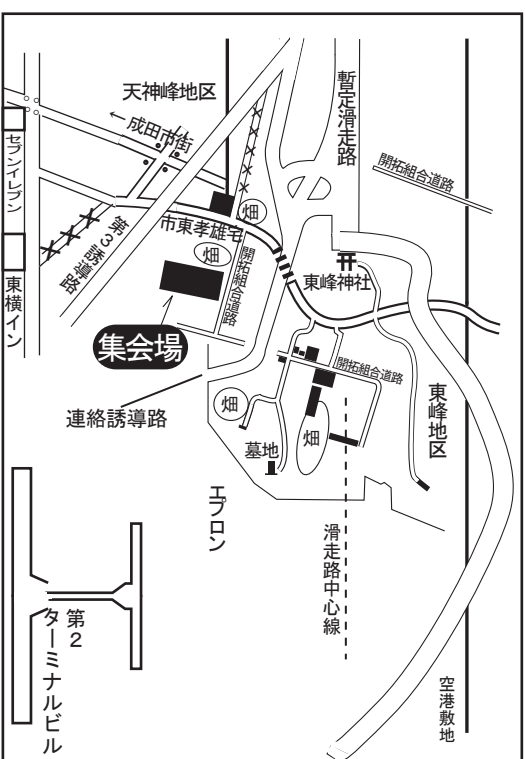 天神峰地区
←成田市街
セブンイレブン
東横イン
第3誘導路
市東孝雄宅
畑
畑
開拓組合道路
集会場
連絡誘導路
暫定滑走路
開拓組合道路
東峰神社
開拓組合道路
東峰地区
畑
畑
墓地
エプロン
滑走路中心線
第2
ターミナルビル
空港敷地